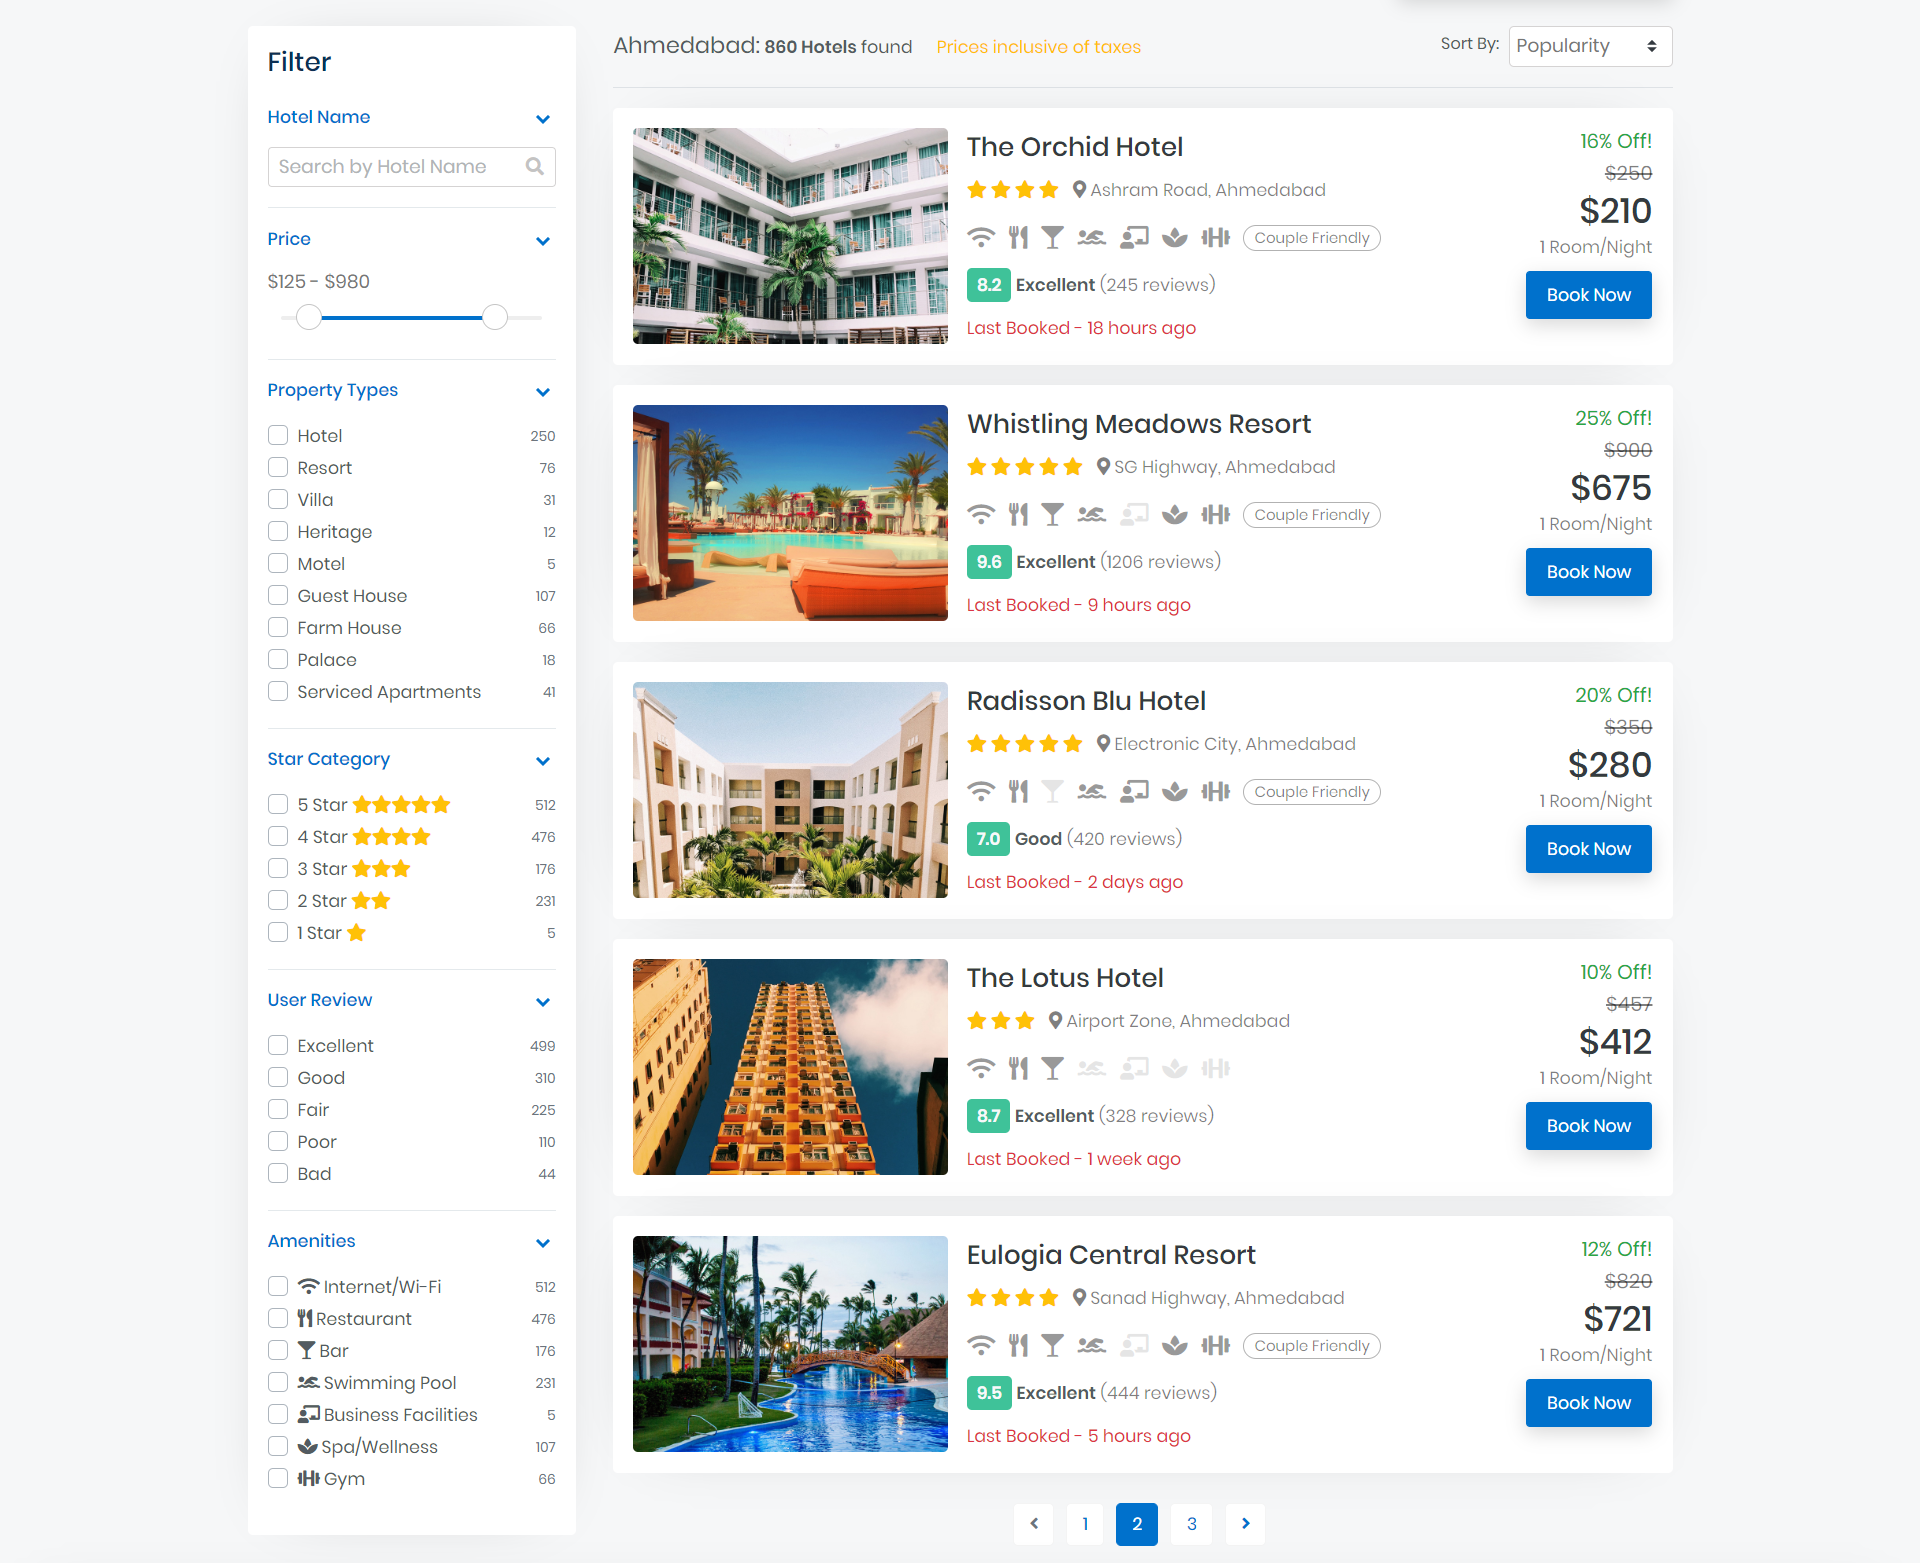 Filter
Hotel Name
Search by Hotel Name
Price
$125 - $980
Property Types
Hotel 250
Resort 76
Villa 31
Heritage 12
Motel 5
Guest House 107
Farm House 66
Palace 18
Serviced Apartments 41
Star Category
5 Star 512
4 Star 476
3 Star 176
2 Star 231
1 Star 5
User Review
Excellent 499
Good 310
Fair 225
Poor 110
Bad 44
Amenities
Internet/Wi-Fi 512
Restaurant 476
Bar 176
Swimming Pool 231
Business Facilities 5
Spa/Wellness 107
Gym 66
Ahmedabad: 860 Hotels found Prices inclusive of taxes
Sort By: Popularity
The Orchid Hotel
Ashram Road, Ahmedabad
Couple Friendly
8.2 Excellent (245 reviews)
Last Booked - 18 hours ago
16% Off!
$250
$210
1 Room/Night
Book Now
Whistling Meadows Resort
SG Highway, Ahmedabad
Couple Friendly
9.6 Excellent (1206 reviews)
Last Booked - 9 hours ago
25% Off!
$900
$675
1 Room/Night
Book Now
Radisson Blu Hotel
Electronic City, Ahmedabad
Couple Friendly
7.0 Good (420 reviews)
Last Booked - 2 days ago
20% Off!
$350
$280
1 Room/Night
Book Now
The Lotus Hotel
Airport Zone, Ahmedabad
8.7 Excellent (328 reviews)
Last Booked - 1 week ago
10% Off!
$457
$412
1 Room/Night
Book Now
Eulogia Central Resort
Sanad Highway, Ahmedabad
Couple Friendly
9.5 Excellent (444 reviews)
Last Booked - 5 hours ago
12% Off!
$820
$721
1 Room/Night
Book Now
1 2 3